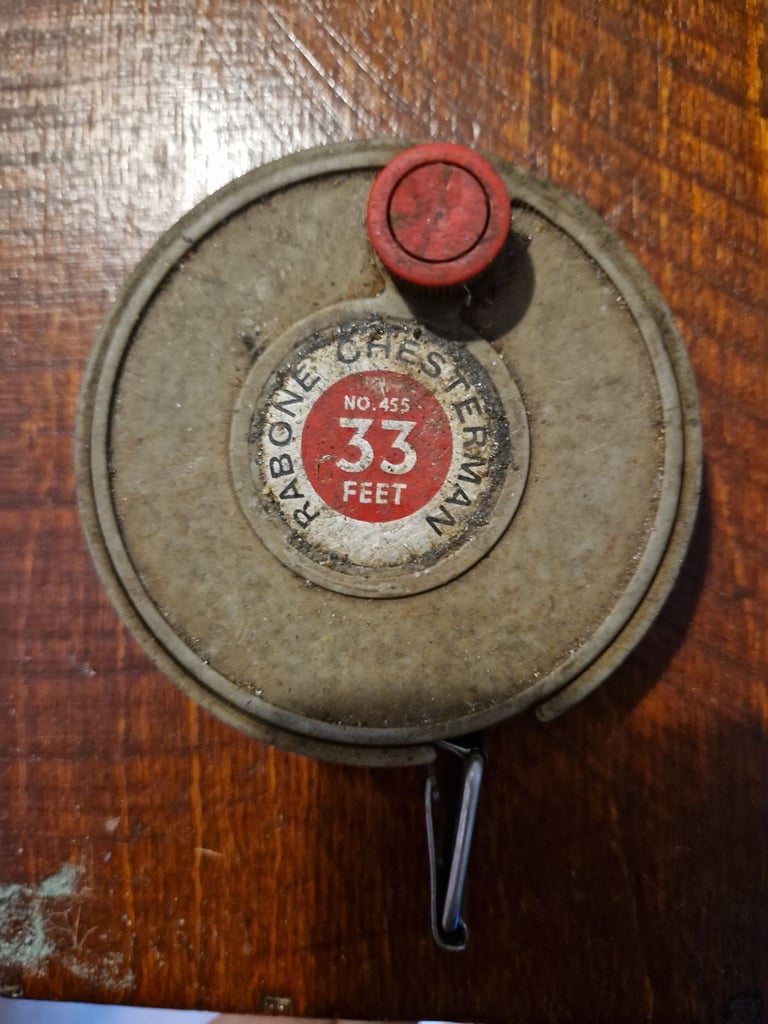 RABONE CHESTERMAN
NO. 455
33
FEET